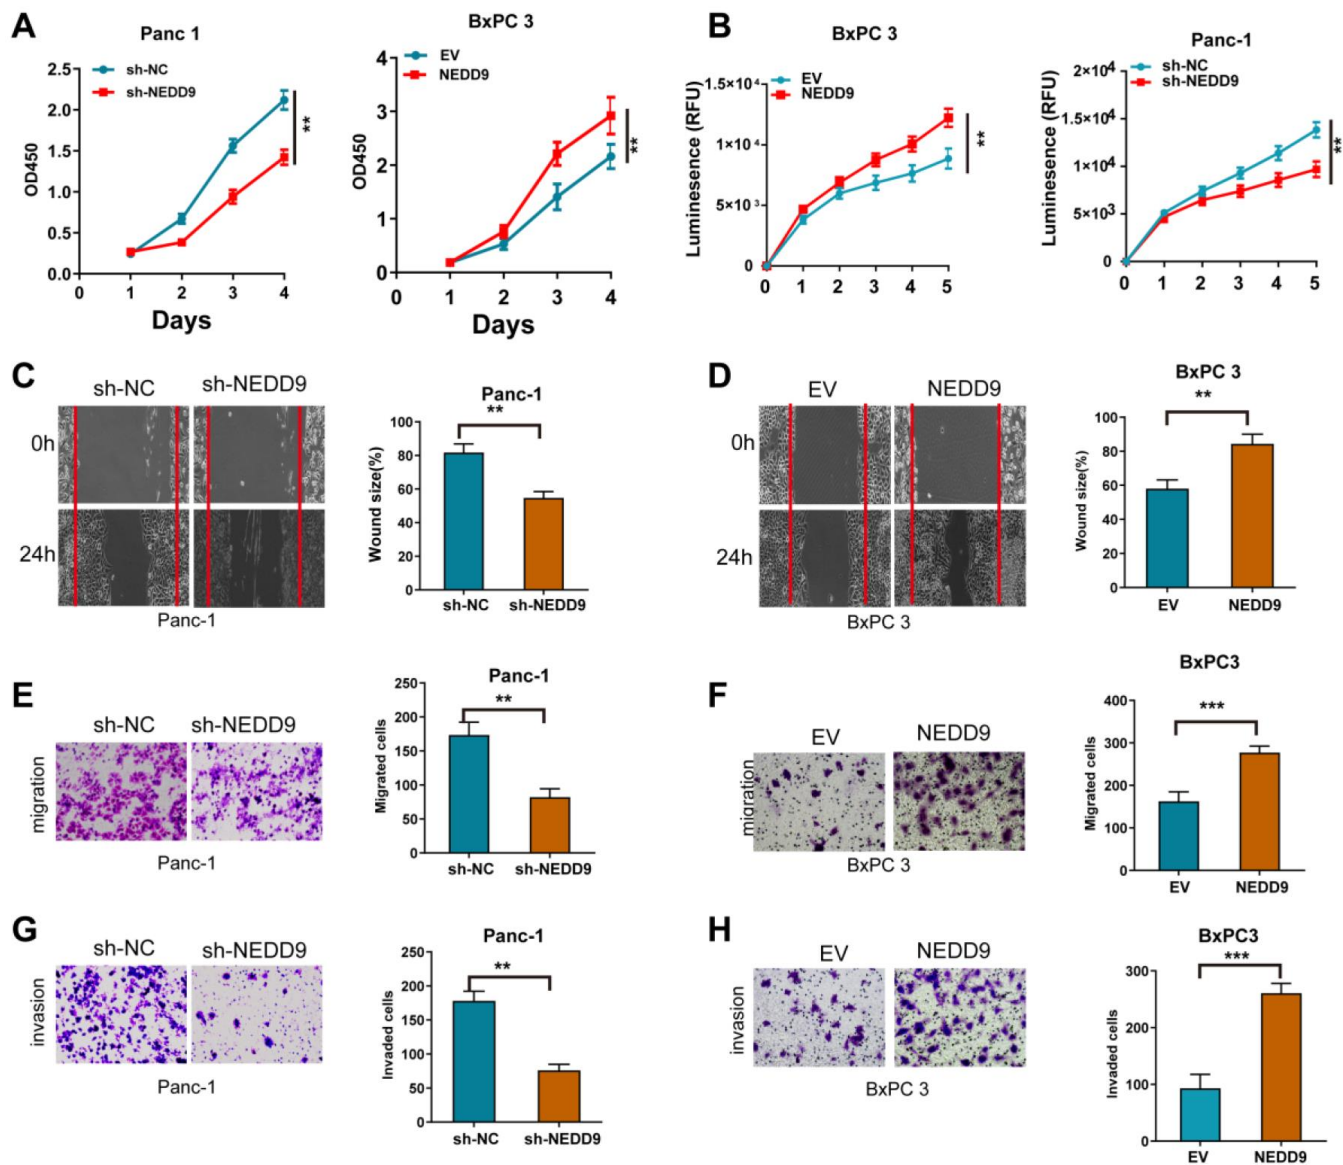 A
Panc 1
sh-NC
sh-NEDD9
2.5
2.0
1.5
1.0
0.5
0.0
OD450
0 1 2 3 4
Days
**
BxPC 3
EV
NEDD9
4
3
2
1
0
OD450
0 1 2 3 4
Days
**
B
BxPC 3
EV
NEDD9
1.5×10⁴
1×10⁴
5×10³
0
Luminesence (RFU)
0 1 2 3 4 5
**
Panc-1
sh-NC
sh-NEDD9
2×10⁴
1.5×10⁴
1×10⁴
5×10³
0
Luminesence (RFU)
0 1 2 3 4 5
**
C
sh-NC sh-NEDD9
0h
24h
Panc-1
Panc-1
**
100
80
60
40
20
0
Wound size(%)
sh-NC sh-NEDD9
D
EV NEDD9
0h
24h
BxPC 3
BxPC 3
**
100
80
60
40
20
0
Wound size(%)
EV NEDD9
E
sh-NC sh-NEDD9
migration
Panc-1
Panc-1
**
250
200
150
100
50
0
Migrated cells
sh-NC sh-NEDD9
F
EV NEDD9
migration
BxPC 3
BxPC3
***
400
300
200
100
0
Migrated cells
EV NEDD9
G
sh-NC sh-NEDD9
invasion
Panc-1
Panc-1
**
250
200
150
100
50
0
Invaded cells
sh-NC sh-NEDD9
H
EV NEDD9
invasion
BxPC 3
BxPC3
***
300
200
100
0
Invaded cells
EV NEDD9